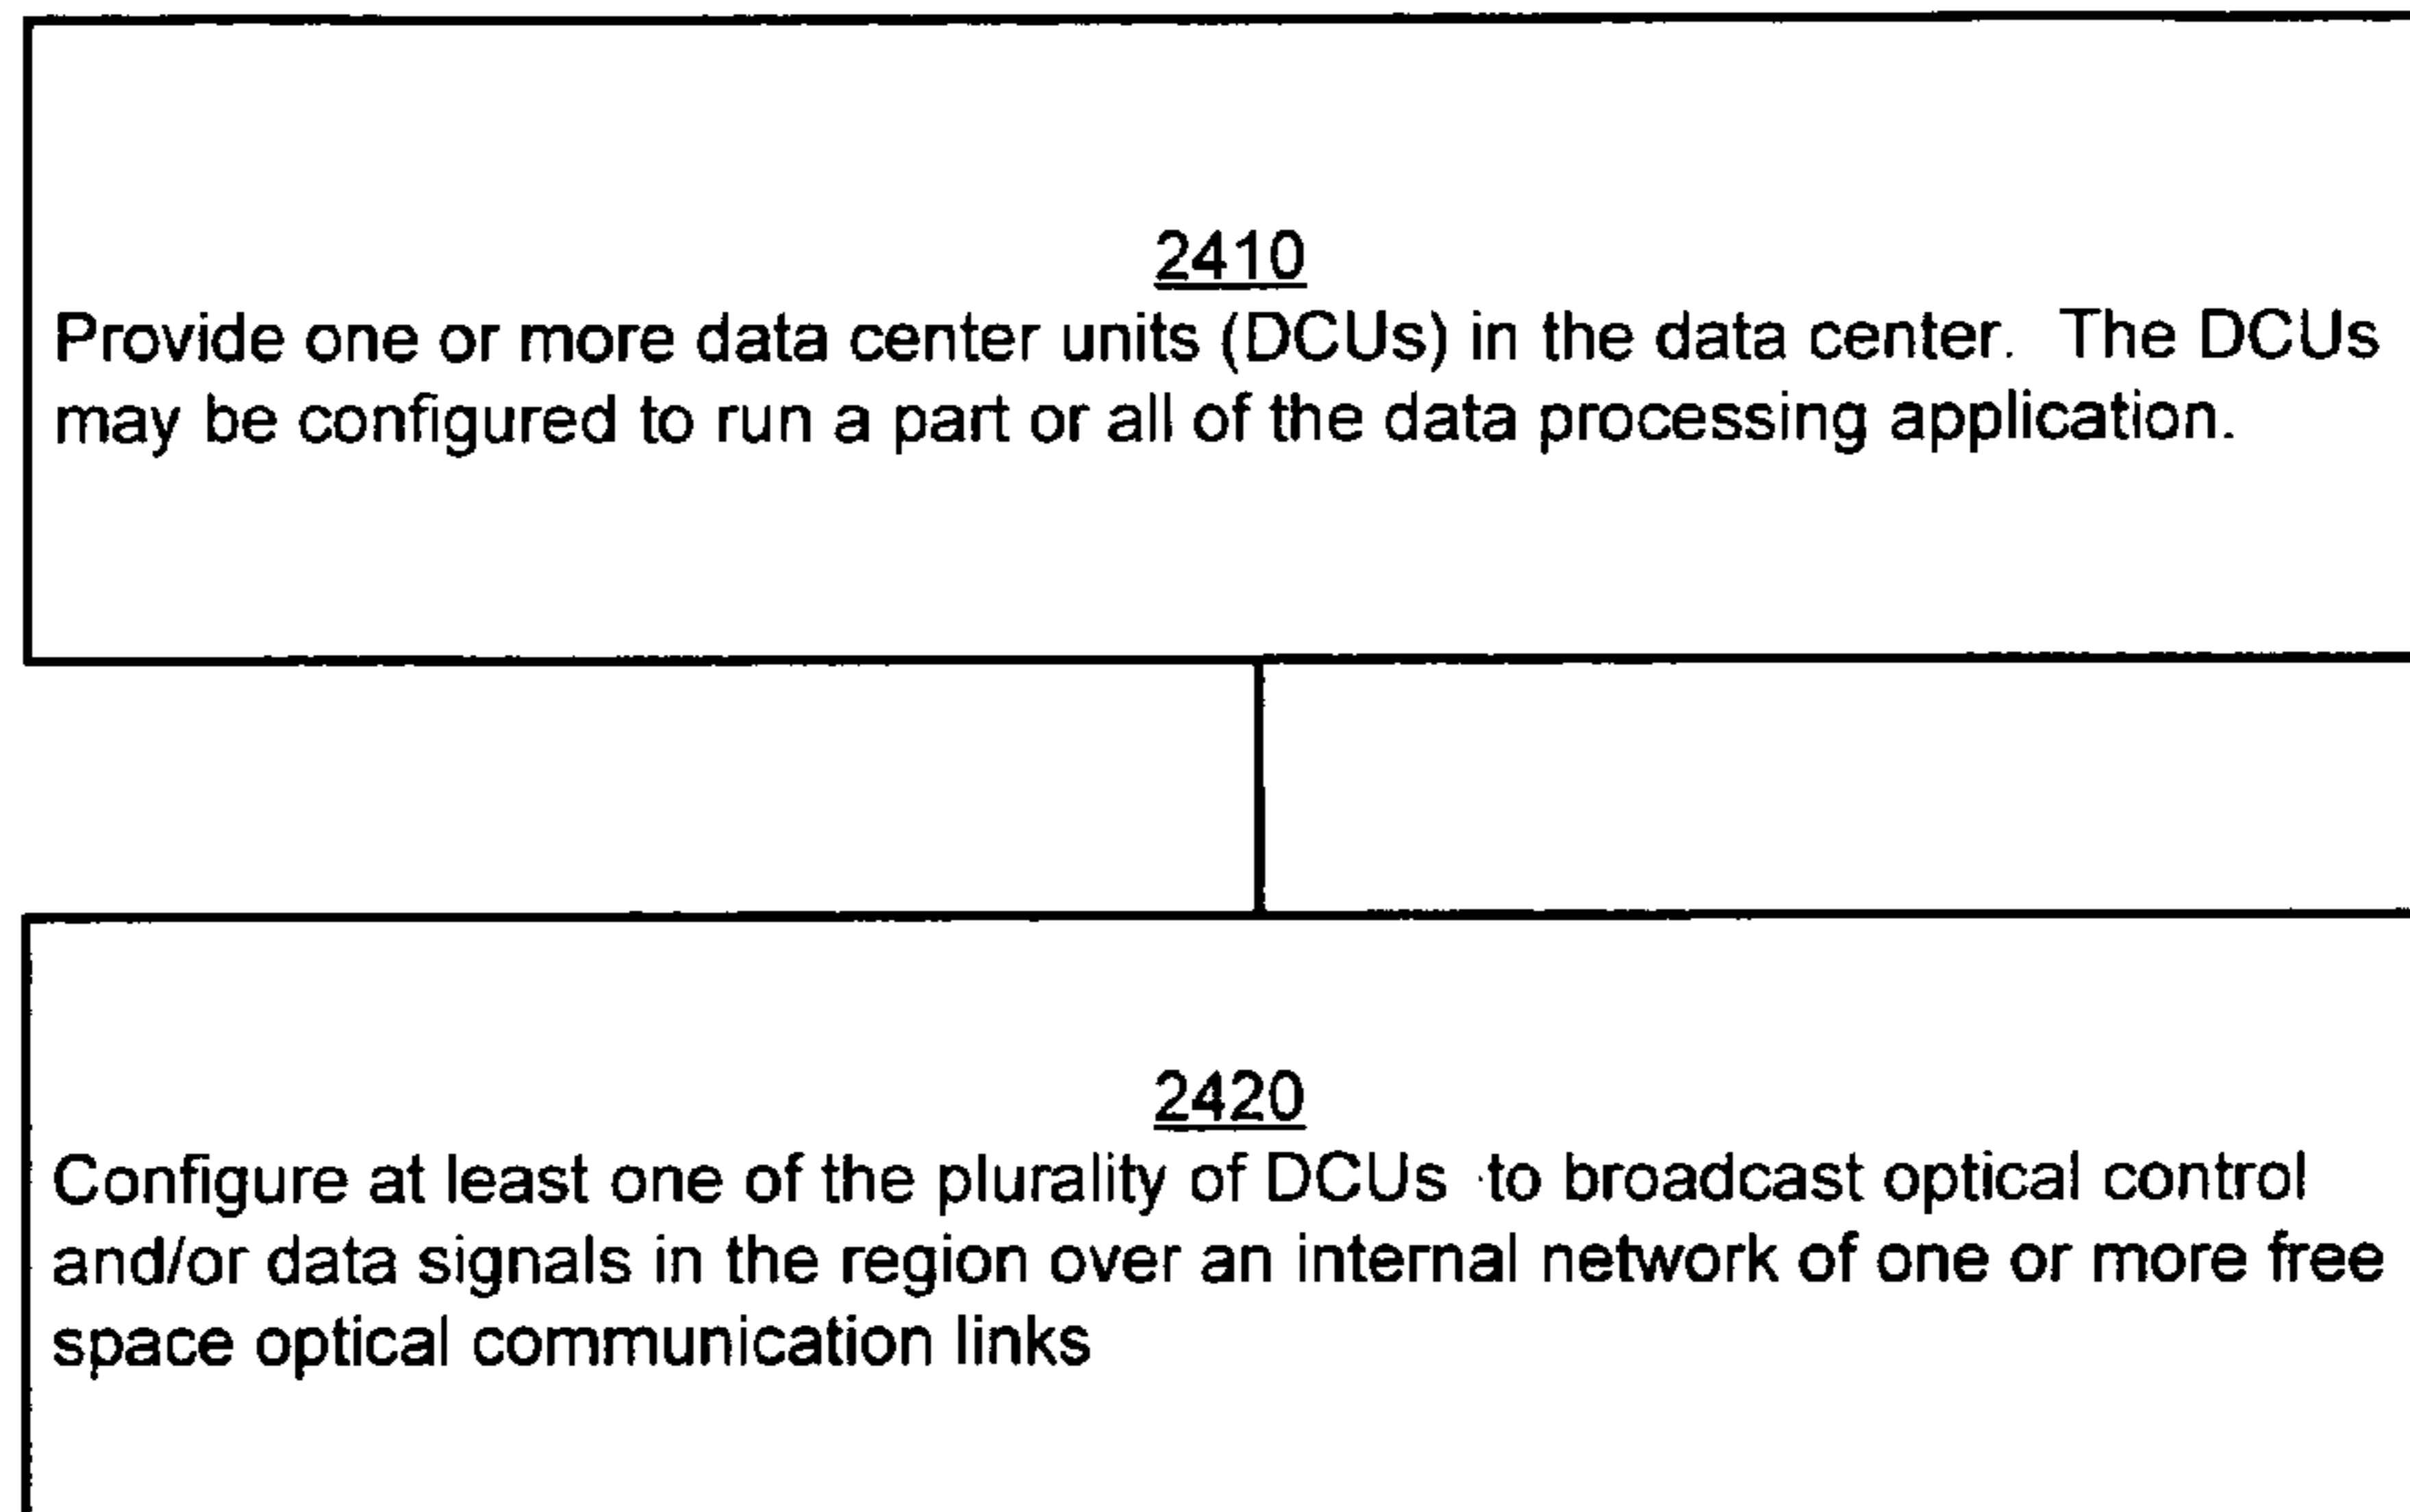 2410
Provide one or more data center units (DCUs) in the data center. The DCUs
may be configured to run a part or all of the data processing application.
2420
Configure at least one of the plurality of DCUs to broadcast optical control
and/or data signals in the region over an internal network of one or more free
space optical communication links